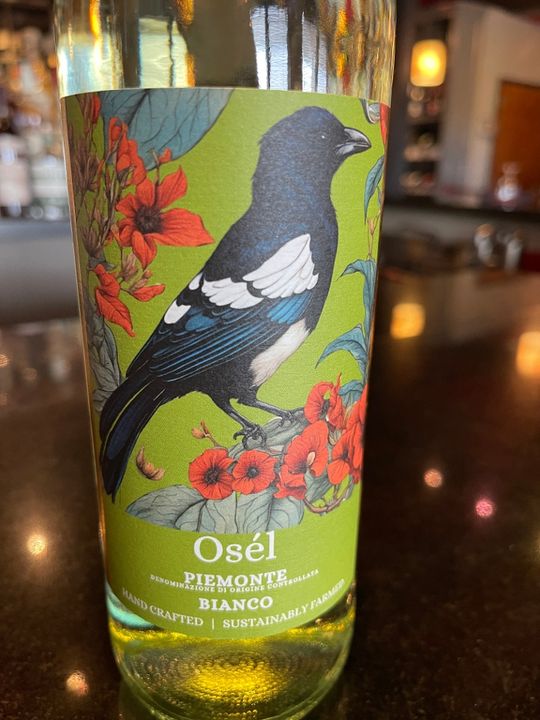 Osél
PIEMONTE
DENOMINAZIONE DI ORIGINE CONTROLLATA
BIANCO
HAND CRAFTED | SUSTAINABLY FARMED